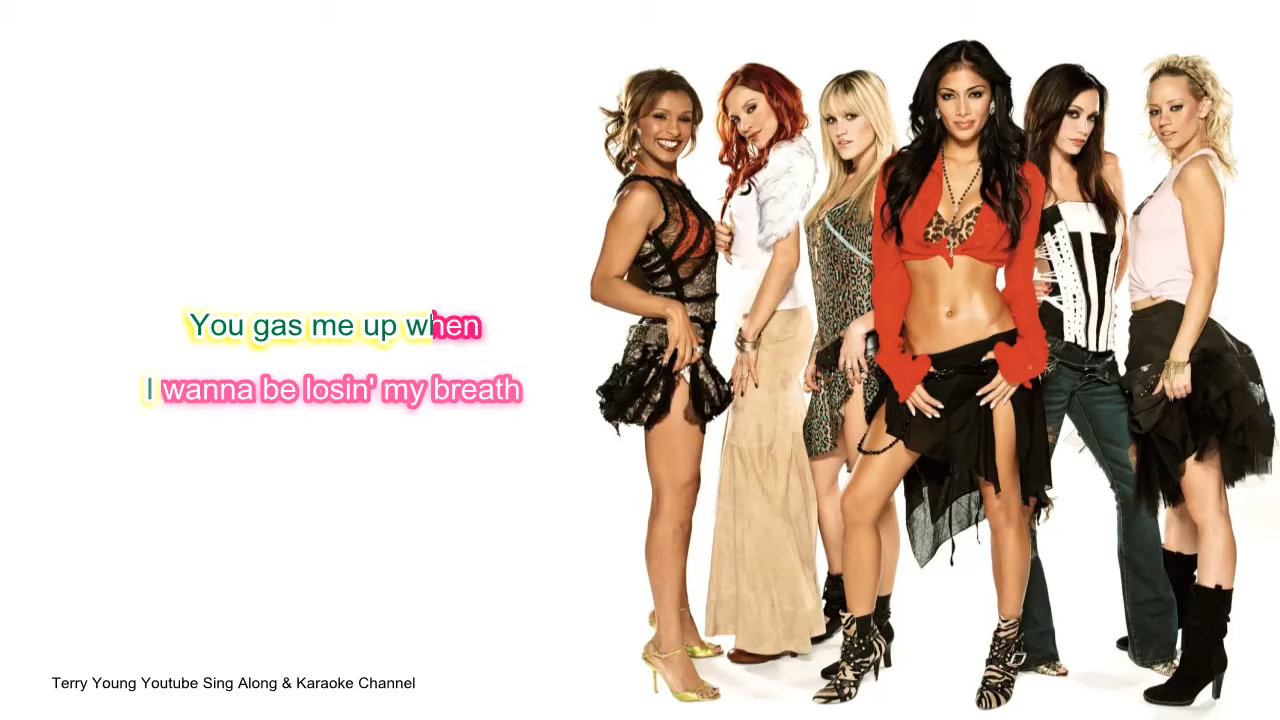 You gas me up when
I wanna be losin' my breath
Terry Young Youtube Sing Along & Karaoke Channel